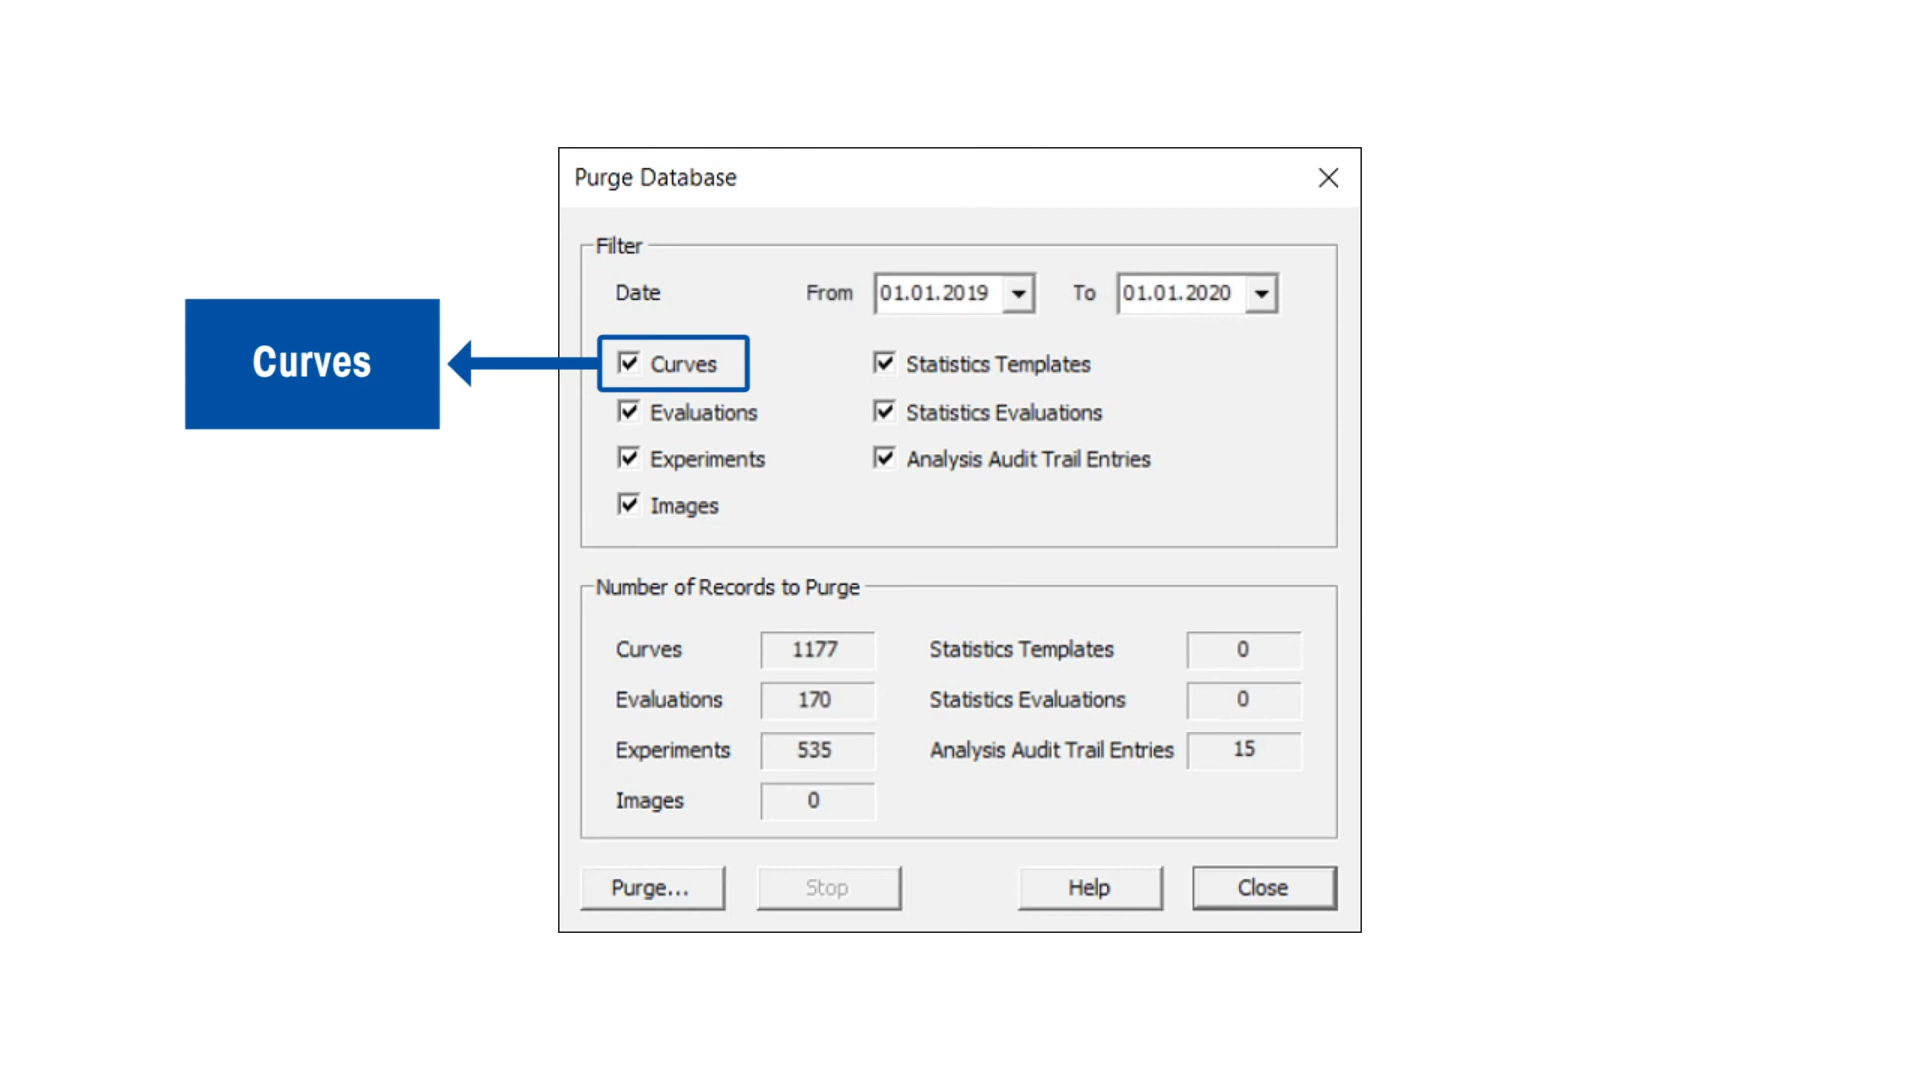 Purge Database
Filter
Date From 01.01.2019 To 01.01.2020
Curves
Curves Statistics Templates
Evaluations Statistics Evaluations
Experiments Analysis Audit Trail Entries
Images
Number of Records to Purge
Curves 1177 Statistics Templates 0
Evaluations 170 Statistics Evaluations 0
Experiments 535 Analysis Audit Trail Entries 15
Images 0
Purge... Stop Help Close